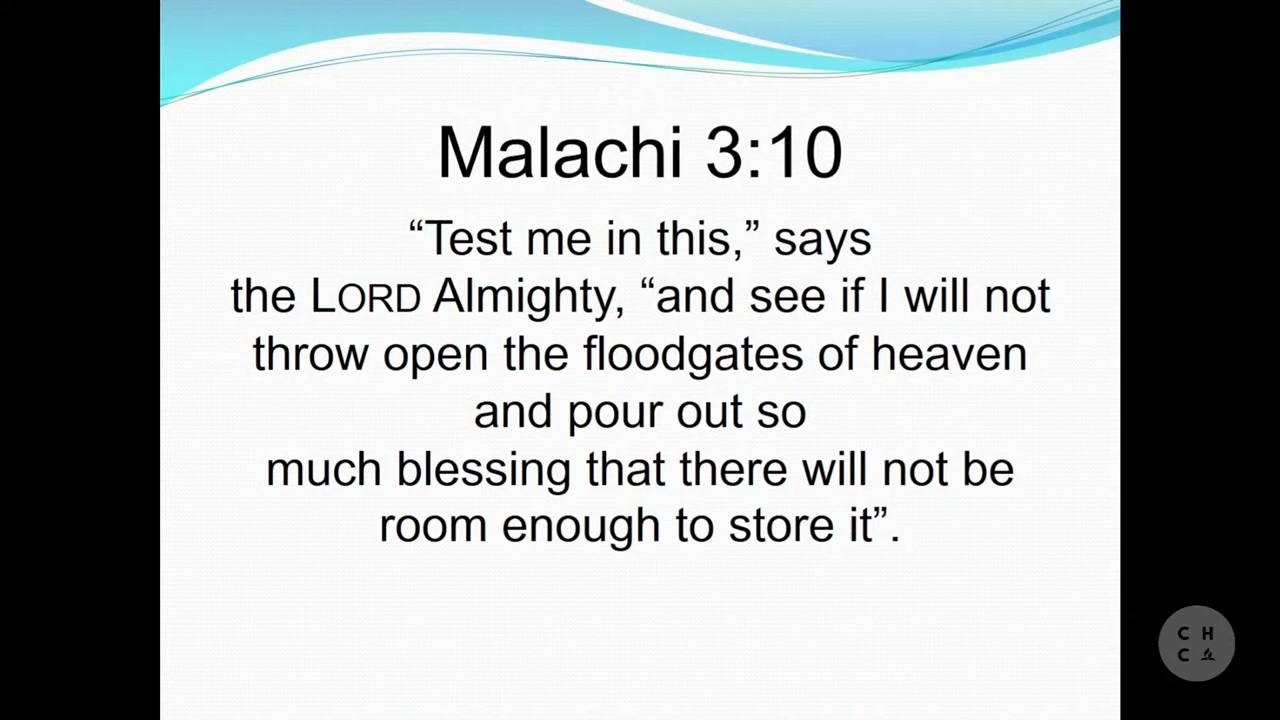 Malachi 3:10
“Test me in this,” says
the LORD Almighty, “and see if I will not
throw open the floodgates of heaven
and pour out so
much blessing that there will not be
room enough to store it”.
C H
C